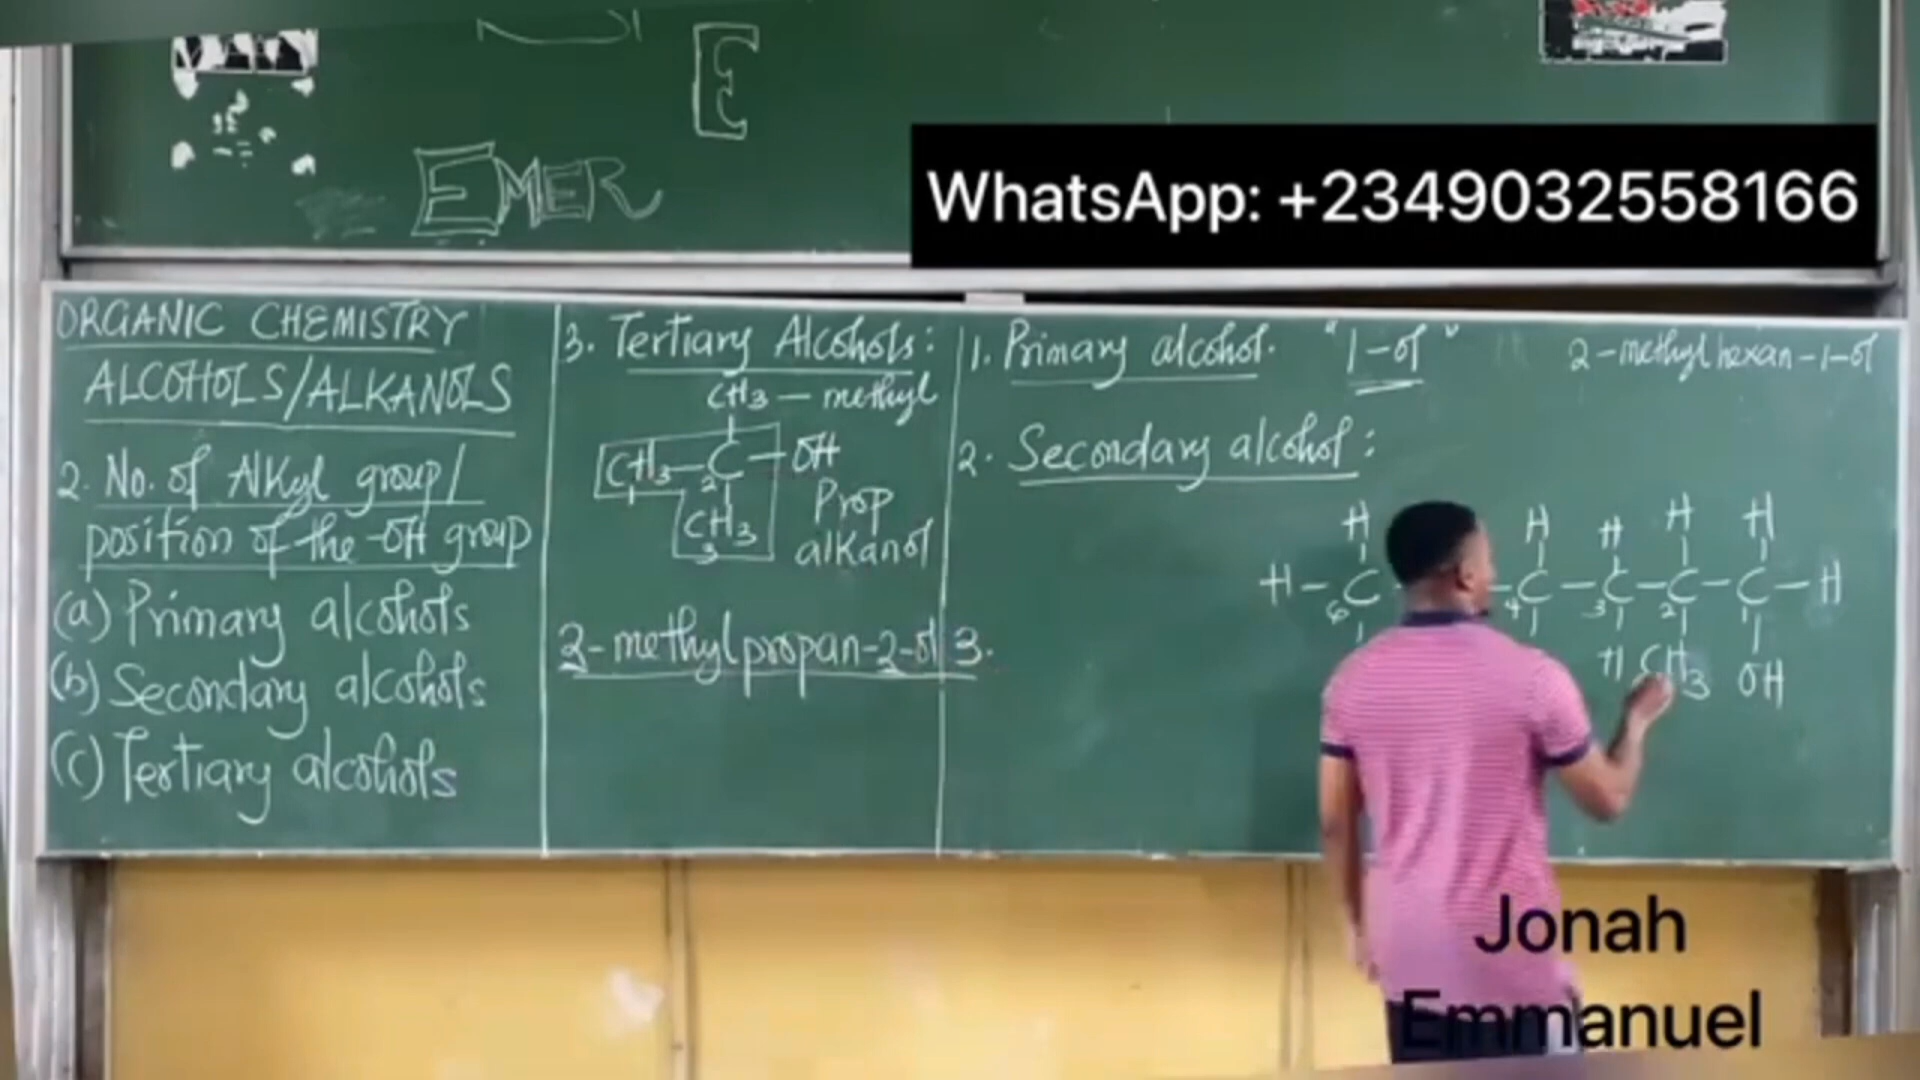 E
EMER
WhatsApp: +2349032558166
ORGANIC CHEMISTRY
ALCOHOLS/ALKANOLS
2. No. of Alkyl group/
position of the -OH group
(a) Primary alcohols
(b) Secondary alcohols
(c) Tertiary alcohols
3. Tertiary Alcohols:
CH3 — methyl
CH3—C—OH
1 2
CH3
3
Prop
alkanol
2-methylpropan-2-ol
1. Primary alcohol. "1-ol" 2-methylhexan-1-ol
2. Secondary alcohol:
H H H H H
H—C —C—C—C—C—H
6 4 3 2 1
H CH3 OH
3.
Jonah
Emmanuel